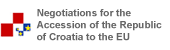 Negotiations for the
Accession of the Republic
of Croatia to the EU